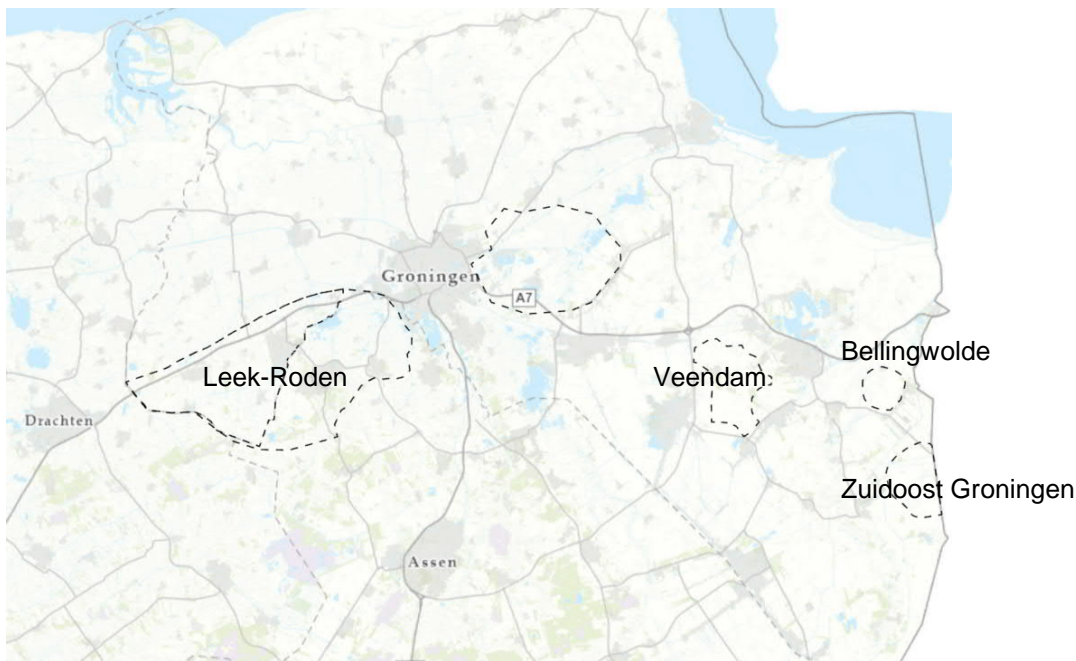 Groningen
A7
Bellingwolde
Leek-Roden
Veendam
Drachten
Zuidoost Groningen
Assen